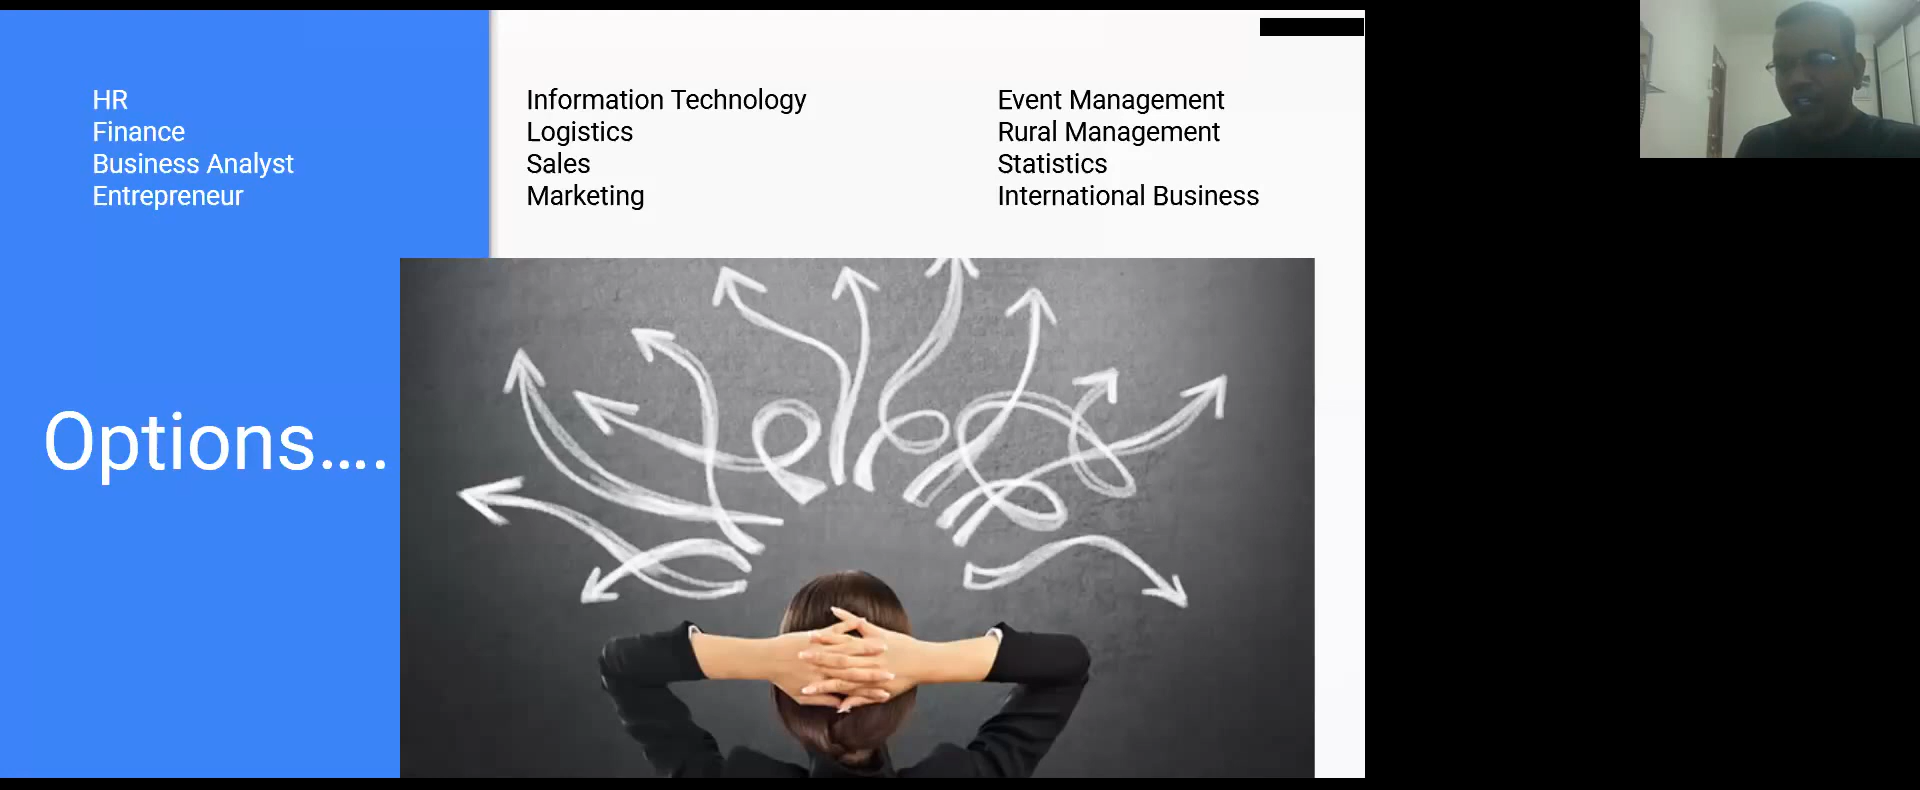 HR
Finance
Business Analyst
Entrepreneur
Information Technology
Logistics
Sales
Marketing
Event Management
Rural Management
Statistics
International Business
Options....